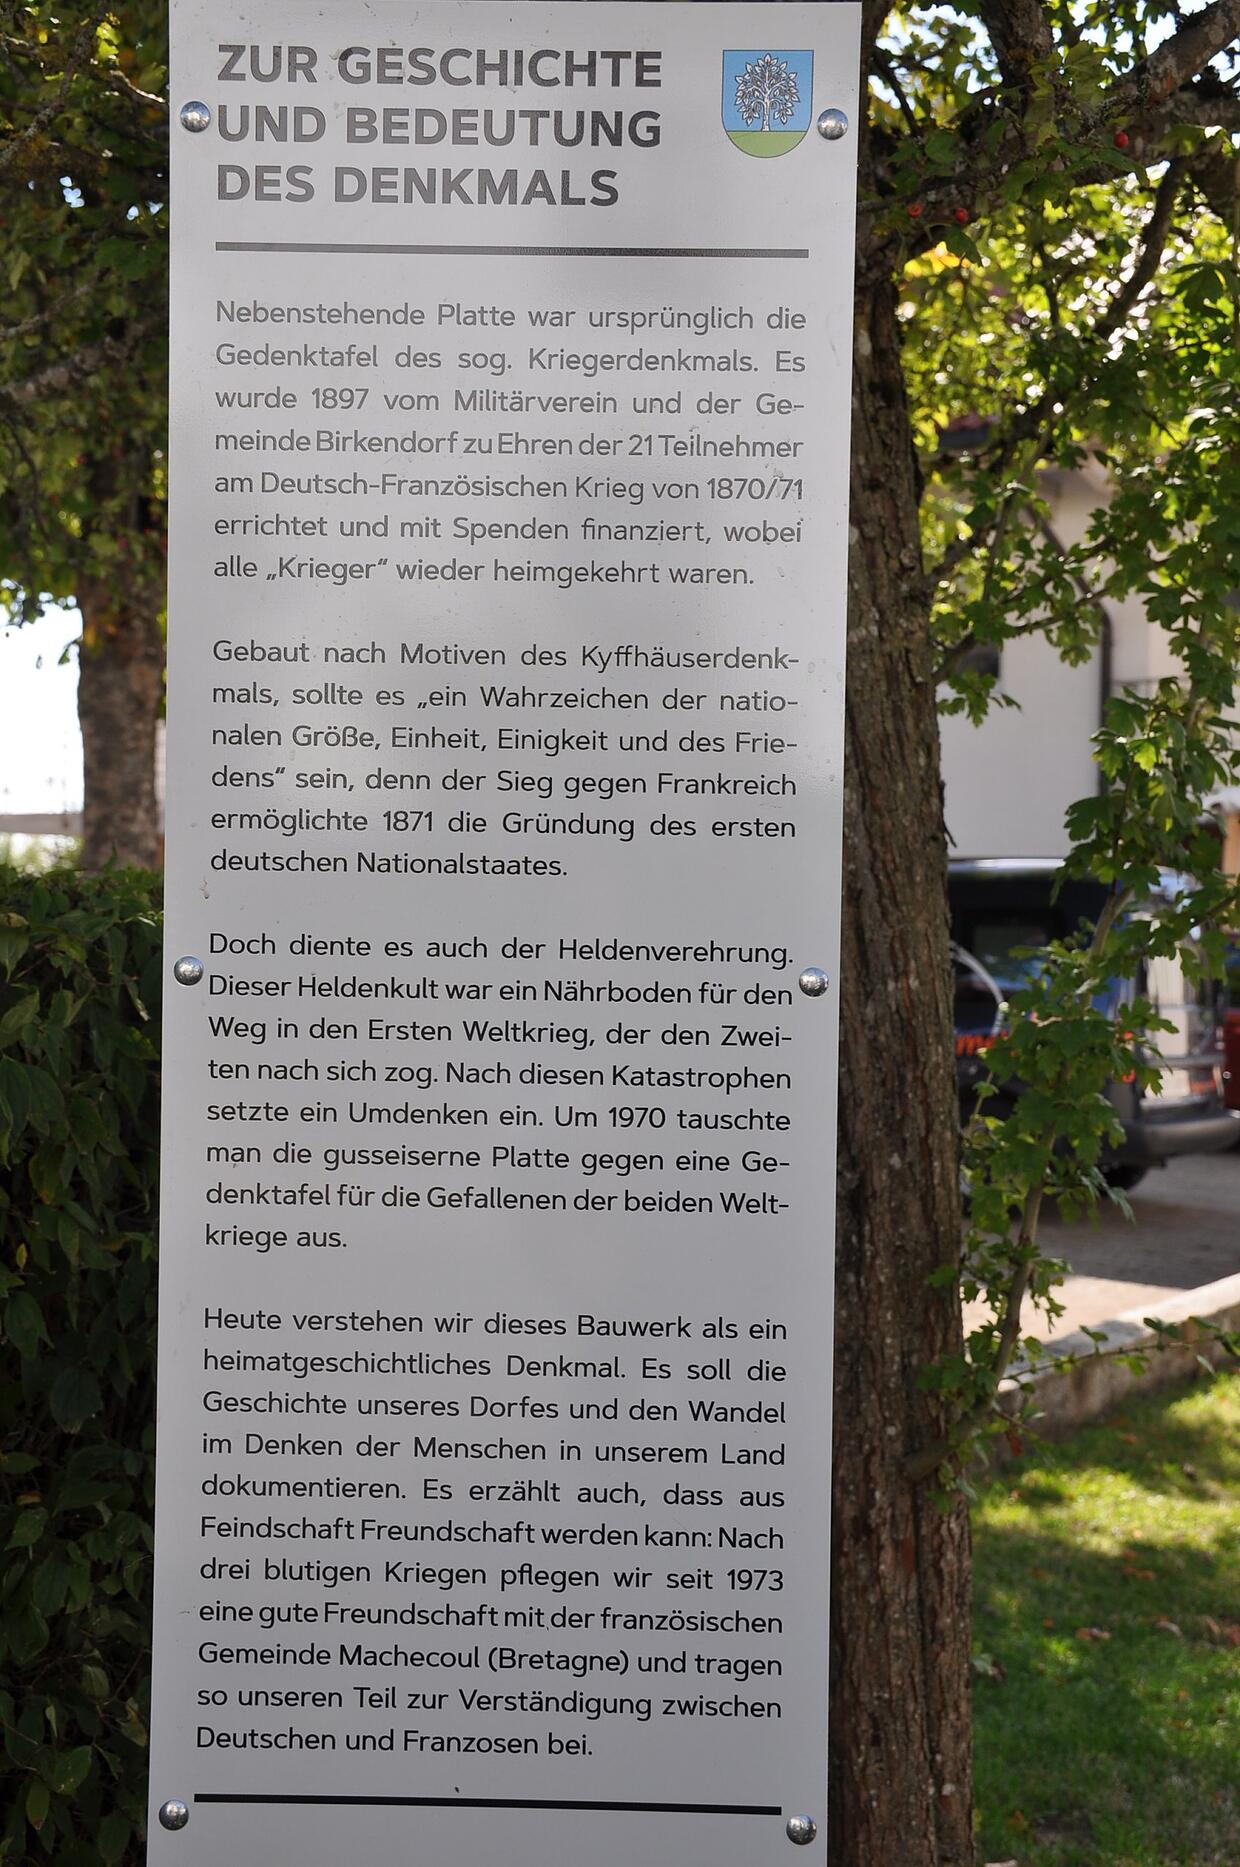 ZUR GESCHICHTE
UND BEDEUTUNG
DES DENKMALS
Nebenstehende Platte war ursprünglich die
Gedenktafel des sog. Kriegerdenkmals. Es
wurde 1897 vom Militärverein und der Ge-
meinde Birkendorf zu Ehren der 21 Teilnehmer
am Deutsch-Französischen Krieg von 1870/71
errichtet und mit Spenden finanziert, wobei
alle „Krieger“ wieder heimgekehrt waren.
Gebaut nach Motiven des Kyffhäuserdenk-
mals, sollte es „ein Wahrzeichen der natio-
nalen Größe, Einheit, Einigkeit und des Frie-
dens“ sein, denn der Sieg gegen Frankreich
ermöglichte 1871 die Gründung des ersten
deutschen Nationalstaates.
Doch diente es auch der Heldenverehrung.
Dieser Heldenkult war ein Nährboden für den
Weg in den Ersten Weltkrieg, der den Zwei-
ten nach sich zog. Nach diesen Katastrophen
setzte ein Umdenken ein. Um 1970 tauschte
man die gusseiserne Platte gegen eine Ge-
denktafel für die Gefallenen der beiden Welt-
kriege aus.
Heute verstehen wir dieses Bauwerk als ein
heimatgeschichtliches Denkmal. Es soll die
Geschichte unseres Dorfes und den Wandel
im Denken der Menschen in unserem Land
dokumentieren. Es erzählt auch, dass aus
Feindschaft Freundschaft werden kann: Nach
drei blutigen Kriegen pflegen wir seit 1973
eine gute Freundschaft mit der französischen
Gemeinde Machecoul (Bretagne) und tragen
so unseren Teil zur Verständigung zwischen
Deutschen und Franzosen bei.